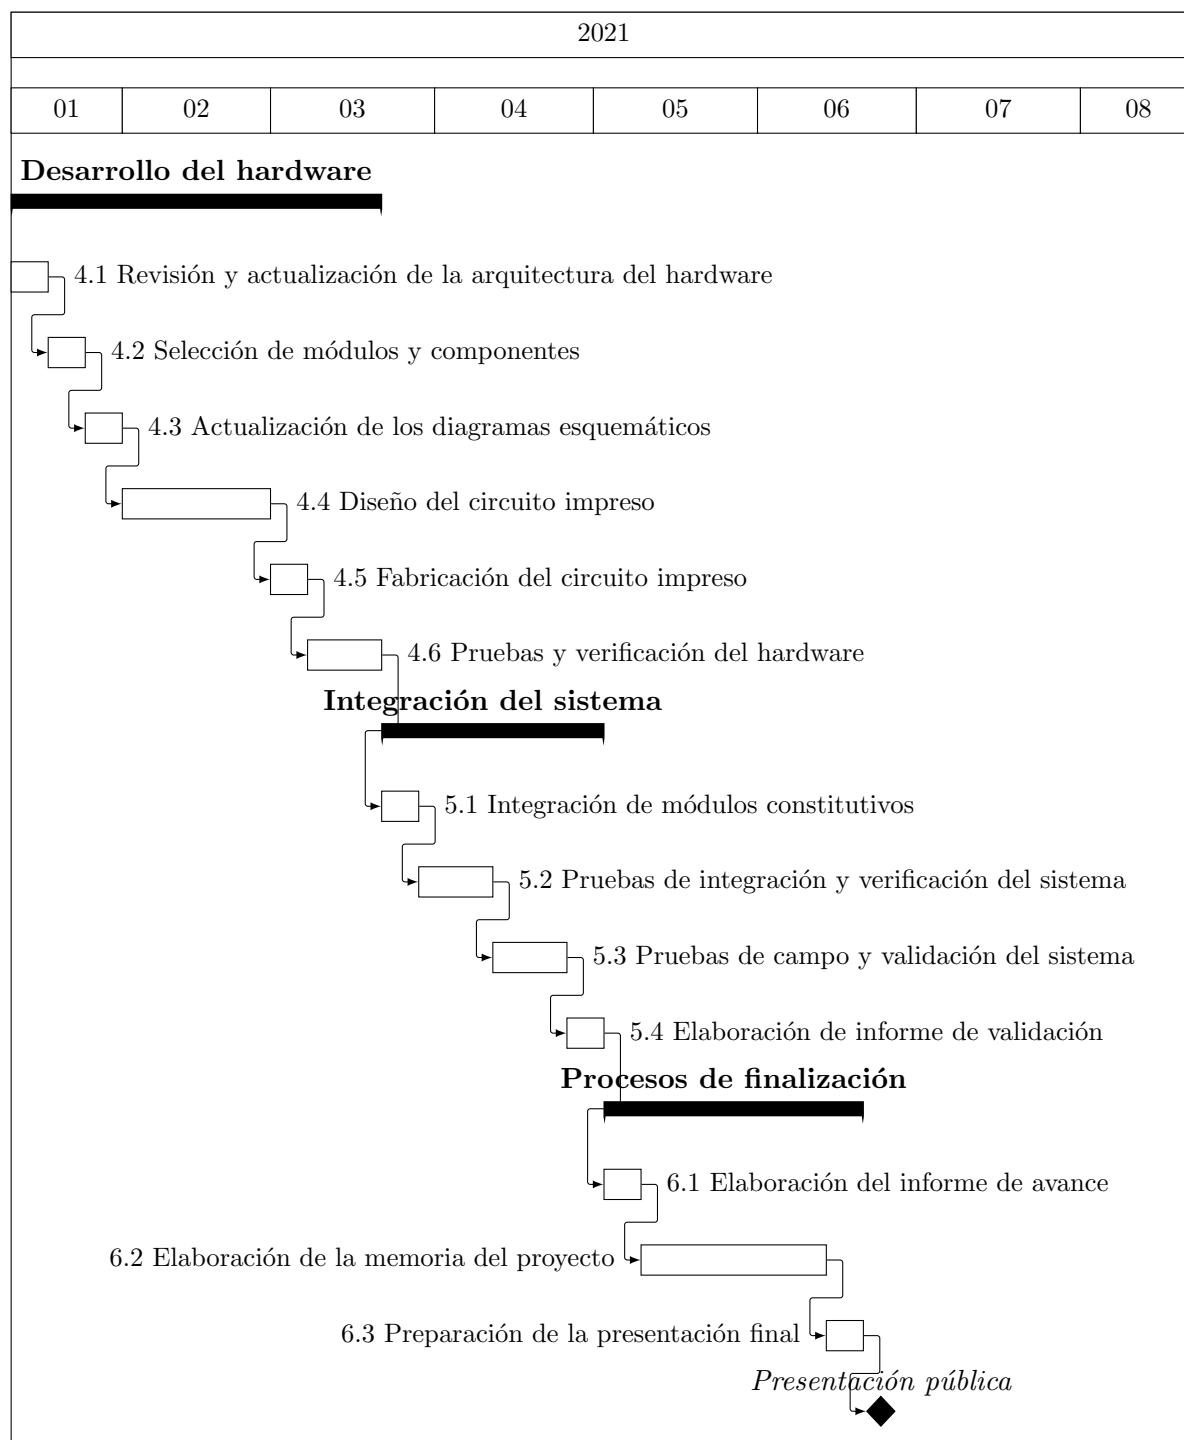 2021
01 02 03 04 05 06 07 08
Desarrollo del hardware
4.1 Revisión y actualización de la arquitectura del hardware
4.2 Selección de módulos y componentes
4.3 Actualización de los diagramas esquemáticos
4.4 Diseño del circuito impreso
4.5 Fabricación del circuito impreso
4.6 Pruebas y verificación del hardware
Integración del sistema
5.1 Integración de módulos constitutivos
5.2 Pruebas de integración y verificación del sistema
5.3 Pruebas de campo y validación del sistema
5.4 Elaboración de informe de validación
Procesos de finalización
6.1 Elaboración del informe de avance
6.2 Elaboración de la memoria del proyecto
6.3 Preparación de la presentación final
Presentación pública